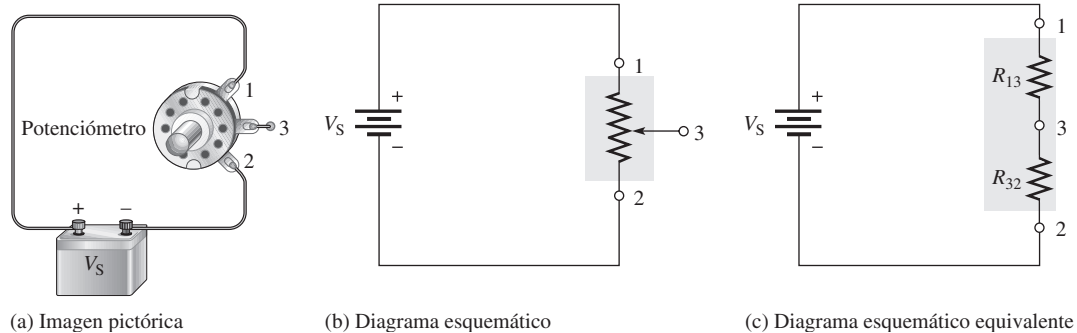 Potenciómetro
1
3
2
+ −
V_S
(a) Imagen pictórica
V_S
+
−
1
3
2
(b) Diagrama esquemático
V_S
+
−
1
R_13
3
R_32
2
(c) Diagrama esquemático equivalente